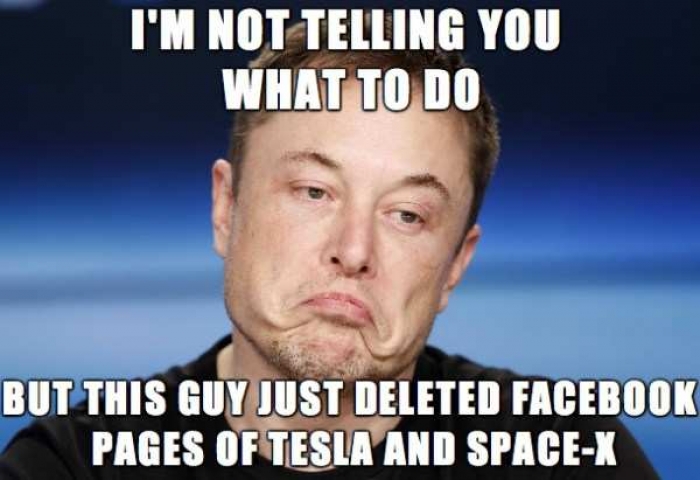 I'M NOT TELLING YOU
WHAT TO DO
BUT THIS GUY JUST DELETED FACEBOOK
PAGES OF TESLA AND SPACE-X